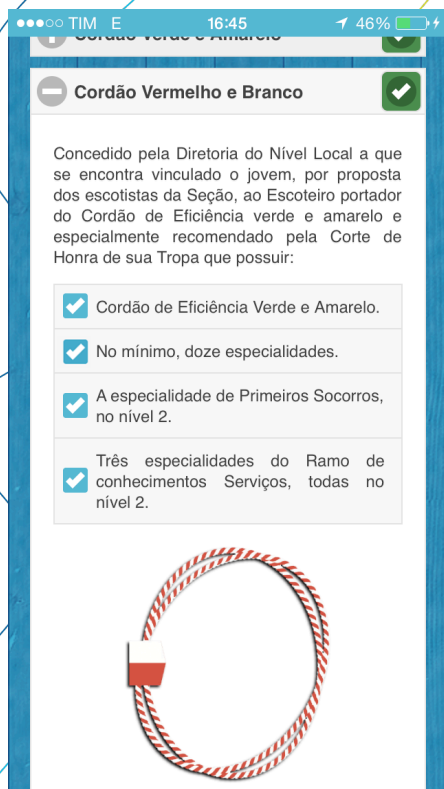 TIM E 16:45 46%
Cordão Verde e Amarelo
Cordão Vermelho e Branco
Concedido pela Diretoria do Nível Local a que
se encontra vinculado o jovem, por proposta
dos escotistas da Seção, ao Escoteiro portador
do Cordão de Eficiência verde e amarelo e
especialmente recomendado pela Corte de
Honra de sua Tropa que possuir:
Cordão de Eficiência Verde e Amarelo.
No mínimo, doze especialidades.
A especialidade de Primeiros Socorros,
no nível 2.
Três especialidades do Ramo de
conhecimentos Serviços, todas no
nível 2.